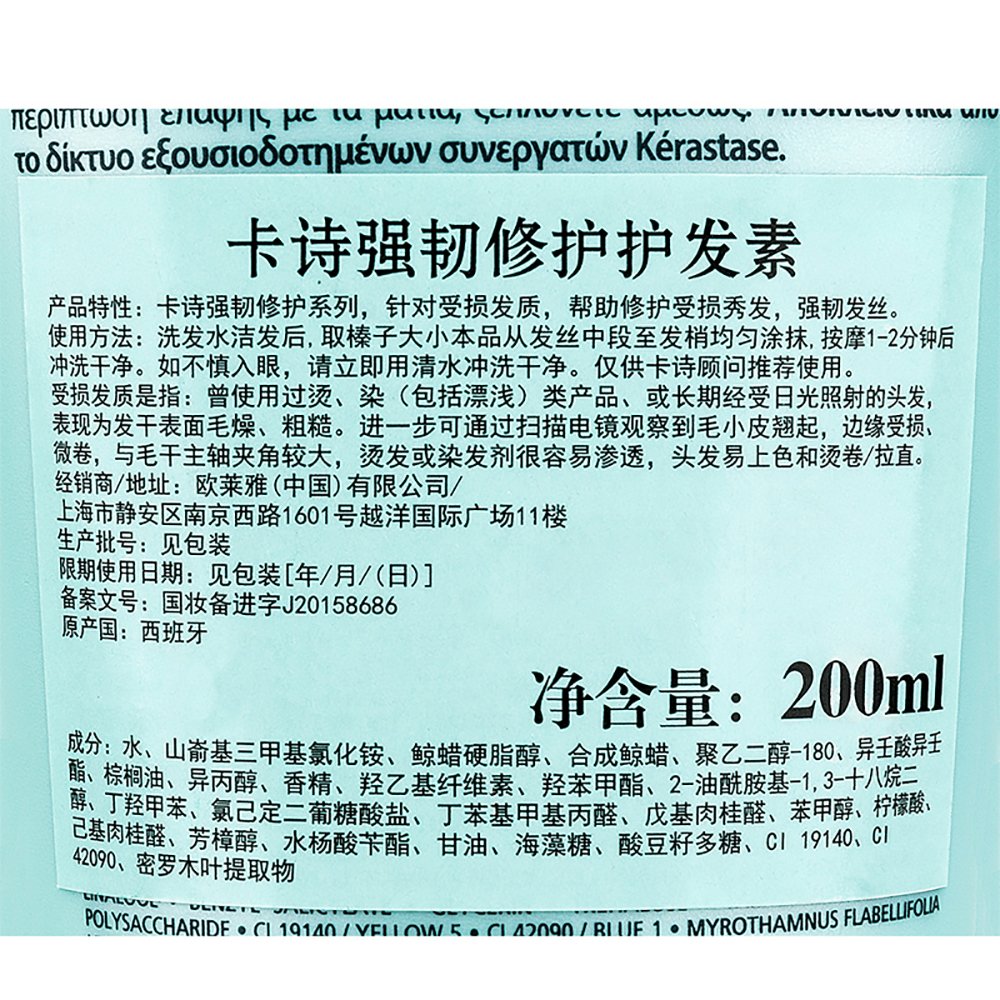 περίπτωση επαφής με τα μάτια, ξεπλύνετε αμέσως. Αποκλειστικά από
το δίκτυο εξουσιοδοτημένων συνεργατών Kérastase.
卡诗强韧修护护发素
产品特性：卡诗强韧修护系列，针对受损发质，帮助修护受损秀发，强韧发丝。
使用方法：洗发水洁发后，取榛子大小本品从发丝中段至发梢均匀涂抹，按摩1-2分钟后
冲洗干净。如不慎入眼，请立即用清水冲洗干净。仅供卡诗顾问推荐使用。
受损发质是指：曾使用过烫、染（包括漂浅）类产品、或长期经受日光照射的头发，
表现为发干表面毛燥、粗糙。进一步可通过扫描电镜观察到毛小皮翘起，边缘受损、
微卷，与毛干主轴夹角较大，烫发或染发剂很容易渗透，头发易上色和烫卷/拉直。
经销商/地址：欧莱雅(中国)有限公司/
上海市静安区南京西路1601号越洋国际广场11楼
生产批号：见包装
限期使用日期：见包装[年/月/(日)]
备案文号：国妆备进字J20158686
原产国：西班牙
净含量：200ml
成分：水、山嵛基三甲基氯化铵、鲸蜡硬脂醇、合成鲸蜡、聚乙二醇-180、异壬酸异壬
酯、棕榈油、异丙醇、香精、羟乙基纤维素、羟苯甲酯、2-油酰胺基-1,3-十八烷二
醇、丁羟甲苯、氯己定二葡糖酸盐、丁苯基甲基丙醛、戊基肉桂醛、苯甲醇、柠檬酸、
己基肉桂醛、芳樟醇、水杨酸苄酯、甘油、海藻糖、酸豆籽多糖、CI 19140、CI
42090、密罗木叶提取物
LINALOOL • BENZYL SALICYLATE • GLYCERIN
POLYSACCHARIDE • CI 19140 / YELLOW 5 • CI 42090 / BLUE 1 • MYROTHAMNUS FLABELLIFOLIA